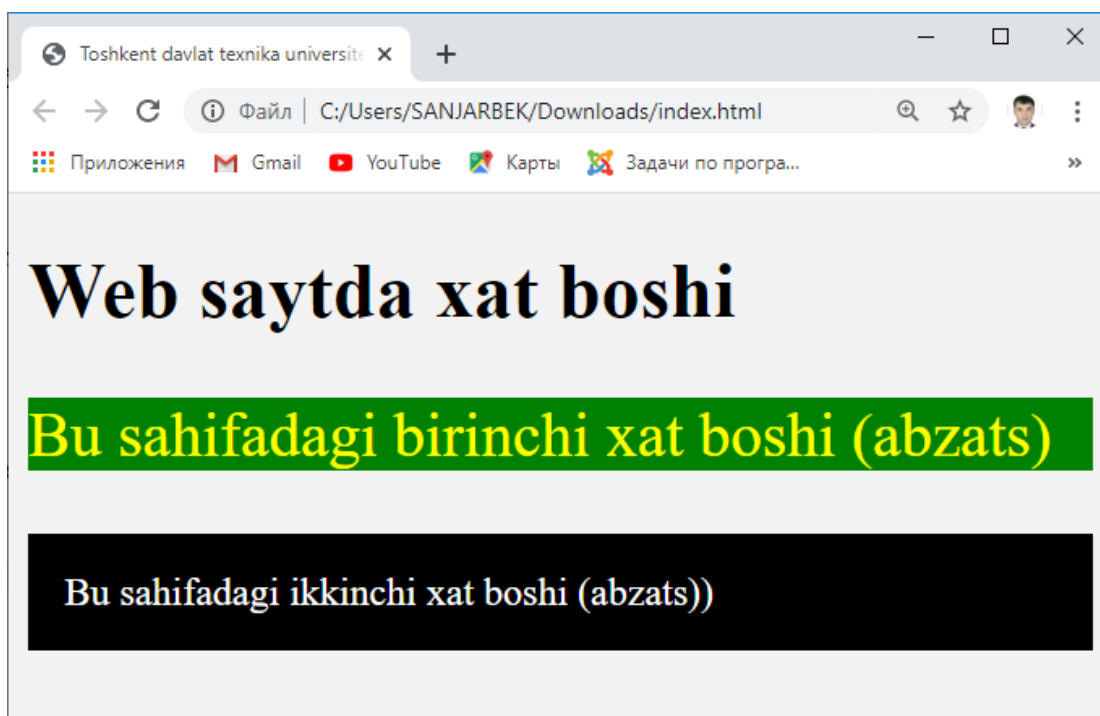 Toshkent davlat texnika universite
Файл | C:/Users/SANJARBEK/Downloads/index.html
Приложения Gmail YouTube Карты Задачи по програ...
Web saytda xat boshi
Bu sahifadagi birinchi xat boshi (abzats)
Bu sahifadagi ikkinchi xat boshi (abzats))